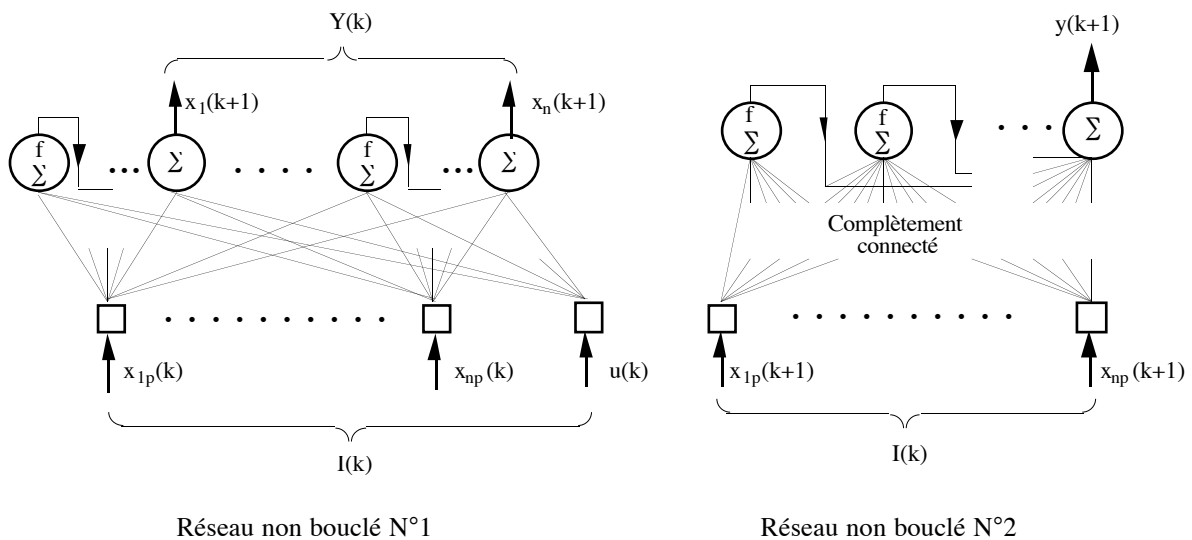 Y(k)
x1(k+1)
xn(k+1)
f
Σ
Σ
f
Σ
Σ
x1p(k)
xnp(k)
u(k)
I(k)
Réseau non bouclé N°1
y(k+1)
f
Σ
f
Σ
Σ
Complètement
connecté
x1p(k+1)
xnp(k+1)
I(k)
Réseau non bouclé N°2